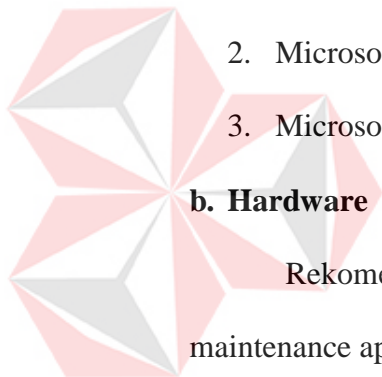 2. Microso
3. Microso
b. Hardware
Rekome
maintenance ap